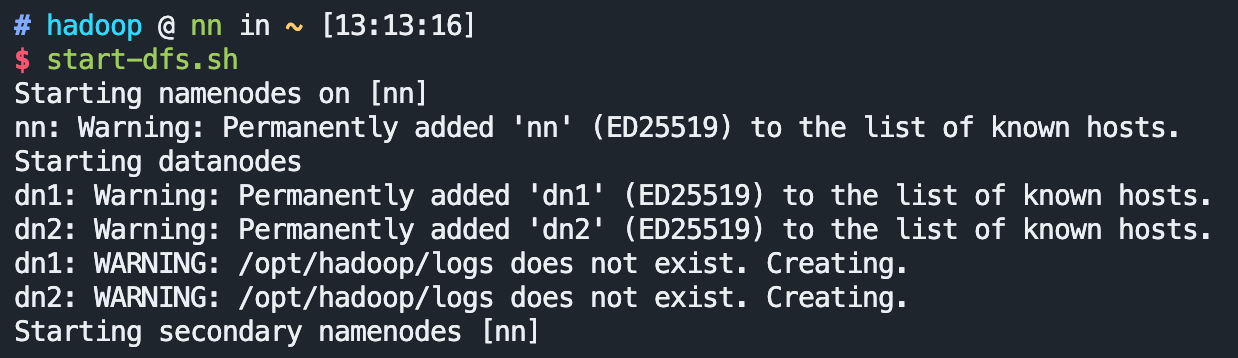 # hadoop @ nn in ~ [13:13:16]
$ start-dfs.sh
Starting namenodes on [nn]
nn: Warning: Permanently added 'nn' (ED25519) to the list of known hosts.
Starting datanodes
dn1: Warning: Permanently added 'dn1' (ED25519) to the list of known hosts.
dn2: Warning: Permanently added 'dn2' (ED25519) to the list of known hosts.
dn1: WARNING: /opt/hadoop/logs does not exist. Creating.
dn2: WARNING: /opt/hadoop/logs does not exist. Creating.
Starting secondary namenodes [nn]